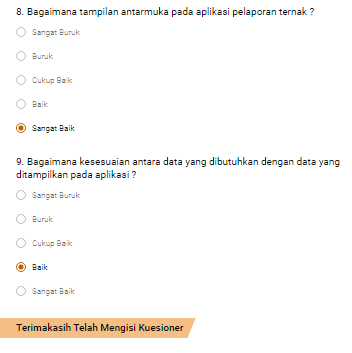 8. Bagaimana tampilan antarmuka pada aplikasi pelaporan ternak ?
Sangat Buruk
Buruk
Cukup Baik
Baik
Sangat Baik
9. Bagaimana kesesuaian antara data yang dibutuhkan dengan data yang
ditampilkan pada aplikasi ?
Sangat Buruk
Buruk
Cukup Baik
Baik
Sangat Baik
Terimakasih Telah Mengisi Kuesioner